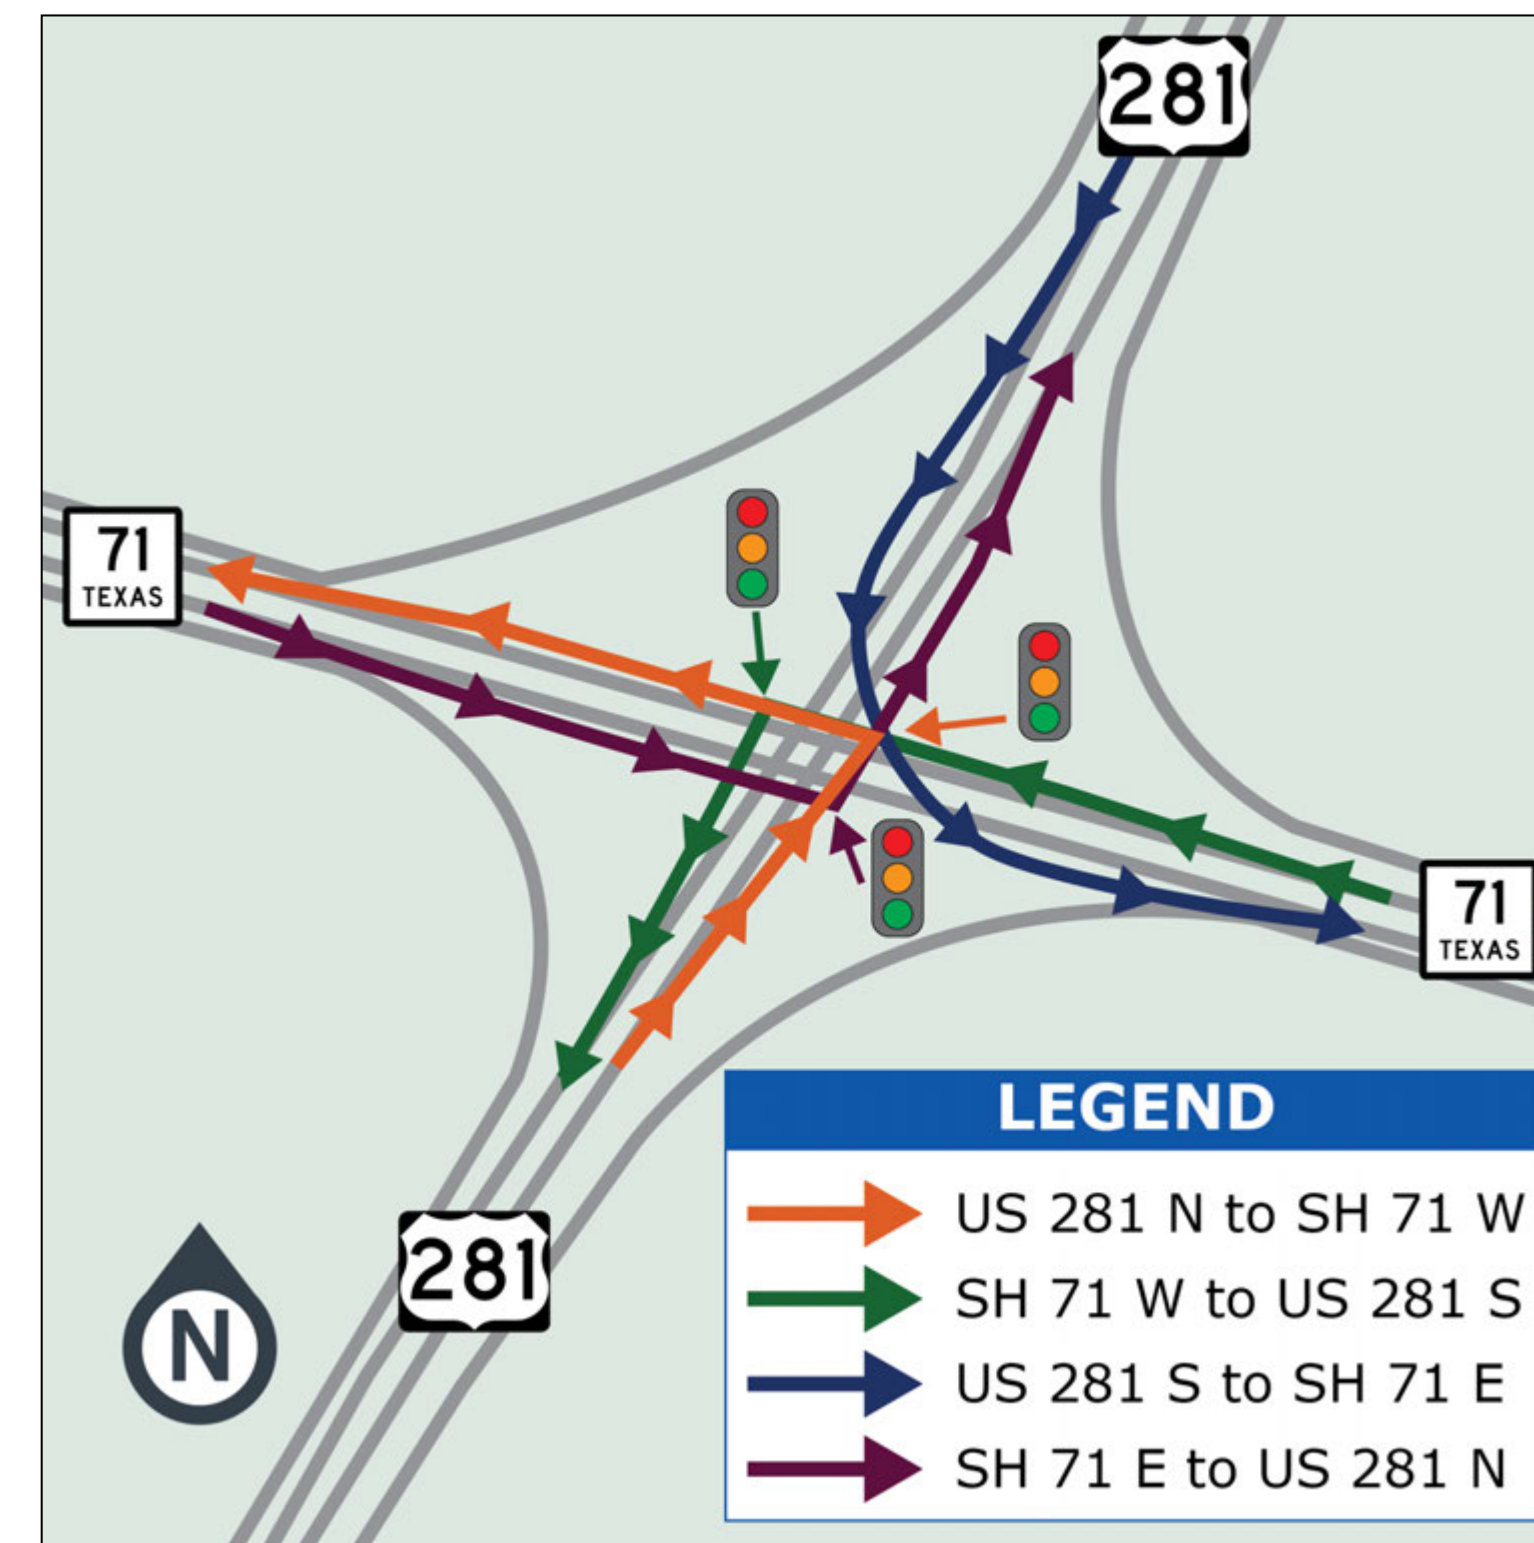 281
71
TEXAS
71
TEXAS
LEGEND
US 281 N to SH 71 W
SH 71 W to US 281 S
281
US 281 S to SH 71 E
N
SH 71 E to US 281 N